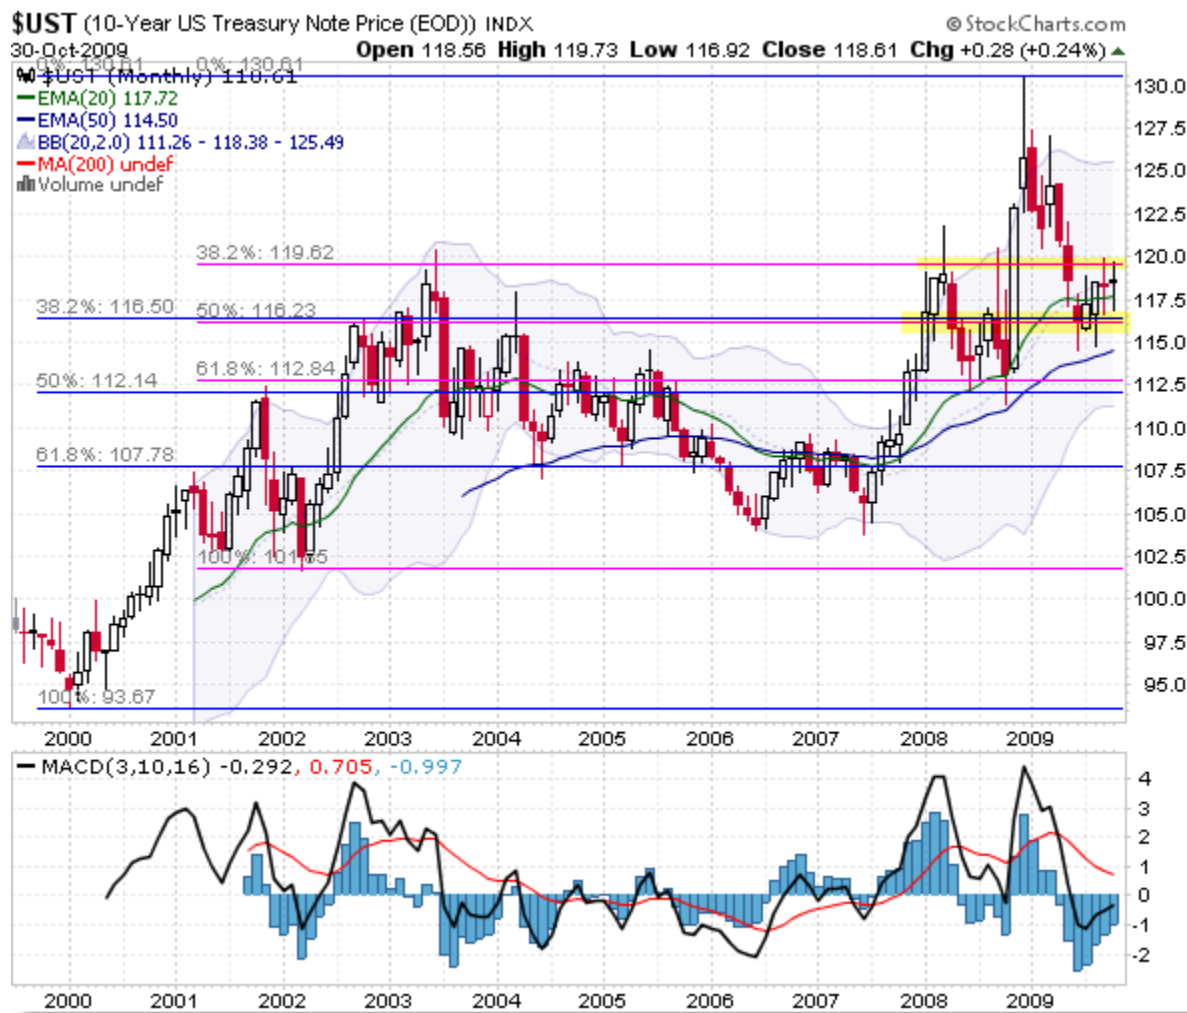 $UST (10-Year US Treasury Note Price (EOD)) INDX © StockCharts.com
30-Oct-2009 Open 118.56 High 119.73 Low 116.92 Close 118.61 Chg +0.28 (+0.24%)
0%: 130.61 0%: 130.61
$UST (Monthly) 118.61
EMA(20) 117.72
EMA(50) 114.50
BB(20,2.0) 111.26 - 118.38 - 125.49
MA(200) undef
Volume undef
130.0
127.5
125.0
122.5
120.0
117.5
115.0
112.5
110.0
107.5
105.0
102.5
100.0
97.5
95.0
38.2%: 119.62
38.2%: 116.50
50%: 116.23
61.8%: 112.84
50%: 112.14
61.8%: 107.78
100%: 93.67
2000 2001 2002 2003 2004 2005 2006 2007 2008 2009
MACD(3,10,16) -0.292, 0.705, -0.997
4
3
2
1
0
-1
-2
2000 2001 2002 2003 2004 2005 2006 2007 2008 2009